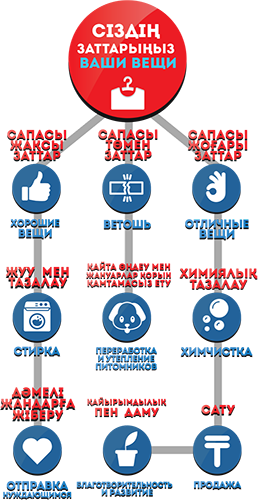 СІЗДІҢ
ЗАТТАРЫҢЫЗ
ВАШИ ВЕЩИ
САПАСЫ
ЖАҚСЫ
ЗАТТАР
САПАСЫ
ТӨМЕН
ЗАТТАР
САПАСЫ
ЖОҒАРЫ
ЗАТТАР
ХОРОШИЕ
ВЕЩИ
ВЕТОШЬ
ОТЛИЧНЫЕ
ВЕЩИ
ЖУУ МЕН
ТАЗАЛАУ
ҚАЙТА ӨҢДЕУ МЕН
ЖАНУАРЛАР ҚОРЫН
ҚАМТАМАСЫЗ ЕТУ
ХИМИЯЛЫҚ
ТАЗАЛАУ
СТИРКА
ПЕРЕРАБОТКА
И УТЕПЛЕНИЕ
ПИТОМНИКОВ
ХИМЧИСТКА
ДӘМЕЛІ
ЖАНДАРҒА
ЖІБЕРУ
ҚАЙЫРЫМДЫЛЫҚ
ПЕН ДАМУ
САТУ
ОТПРАВКА
НУЖДАЮЩИМСЯ
БЛАГОТВОРИТЕЛЬНОСТЬ
И РАЗВИТИЕ
ПРОДАЖА